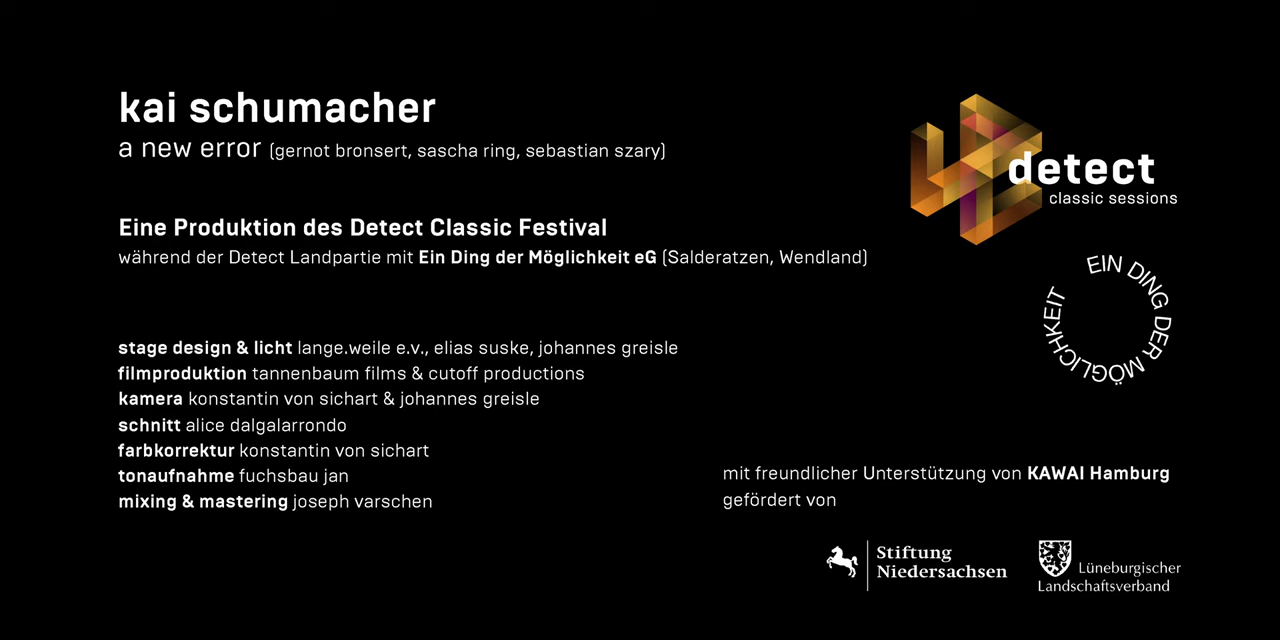 kai schumacher
a new error (gernot bronsert, sascha ring, sebastian szary)
detect
classic sessions
Eine Produktion des Detect Classic Festival
während der Detect Landpartie mit Ein Ding der Möglichkeit eG (Salderatzen, Wendland)
EIN DING DER MÖGLICHKEIT
stage design & licht lange.weile e.v., elias suske, johannes greisle
filmproduktion tannenbaum films & cutoff productions
kamera konstantin von sichart & johannes greisle
schnitt alice dalgalarrondo
farbkorrektur konstantin von sichart
tonaufnahme fuchsbau jan
mixing & mastering joseph varschen
mit freundlicher Unterstützung von KAWAI Hamburg
gefördert von
Stiftung
Niedersachsen
Lüneburgischer
Landschaftsverband